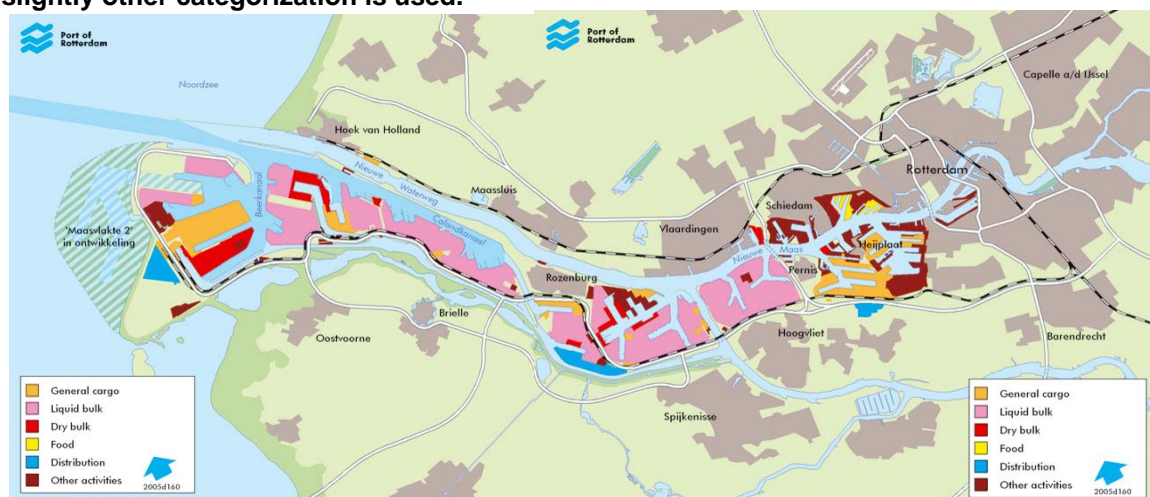 slightly other categorization is used.
Port of
Rotterdam
Port of
Rotterdam
Noordzee
Capelle a/d IJssel
Hoek van Holland
Nieuwe
Waterweg
Maassluis
Rotterdam
Beerkanaal
Schiedam
Calandkanaal
Vlaardingen
'Maasvlakte 2'
in ontwikkeling
Heijplaat
Nieuwe
Maas
Rozenburg
Pernis
Brielle
Oostvoorne
Hoogvliet
Barendrecht
Spijkenisse
General cargo
Liquid bulk
Dry bulk
Food
Distribution
Other activities
2005d160
General cargo
Liquid bulk
Dry bulk
Food
Distribution
Other activities
2005d160